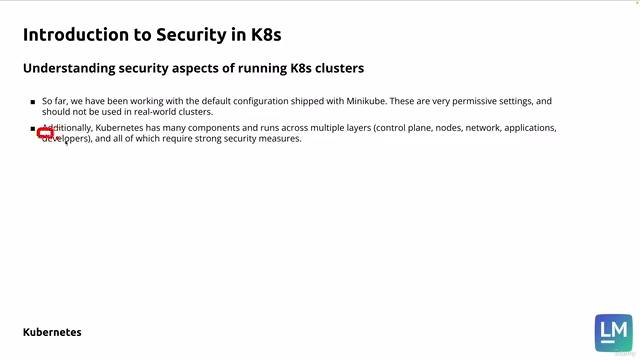 Introduction to Security in K8s
Understanding security aspects of running K8s clusters
So far, we have been working with the default configuration shipped with Minikube. These are very permissive settings, and
should not be used in real-world clusters.
Additionally, Kubernetes has many components and runs across multiple layers (control plane, nodes, network, applications,
developers), and all of which require strong security measures.
Kubernetes
LM